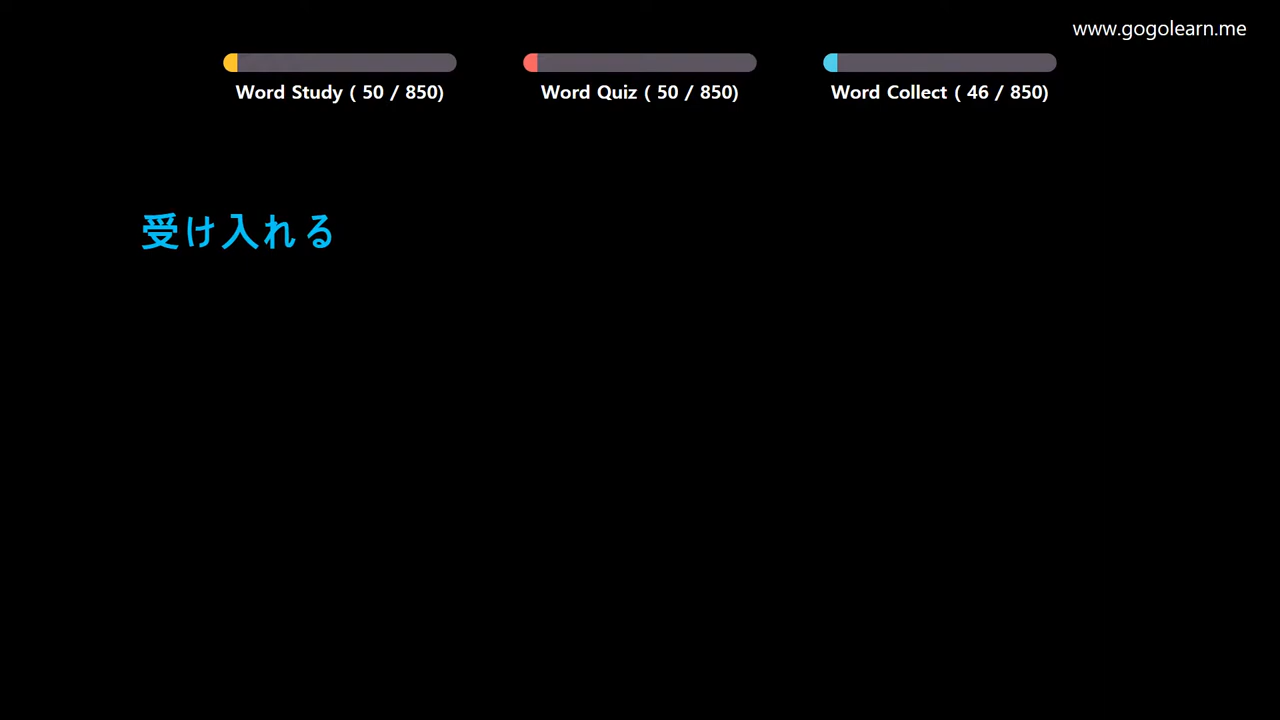 www.gogolearn.me
Word Study ( 50 / 850)
Word Quiz ( 50 / 850)
Word Collect ( 46 / 850)
受け入れる